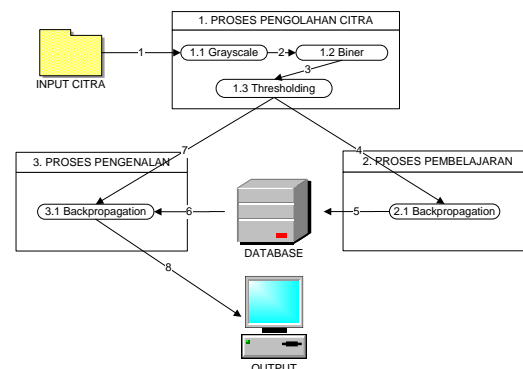 1. PROSES PENGOLAHAN CITRA
1
1.1 Grayscale
2
1.2 Biner
3
1.3 Thresholding
INPUT CITRA
7
4
3. PROSES PENGENALAN
2. PROSES PEMBELAJARAN
3.1 Backpropagation
6
5
2.1 Backpropagation
DATABASE
8
OUTPUT